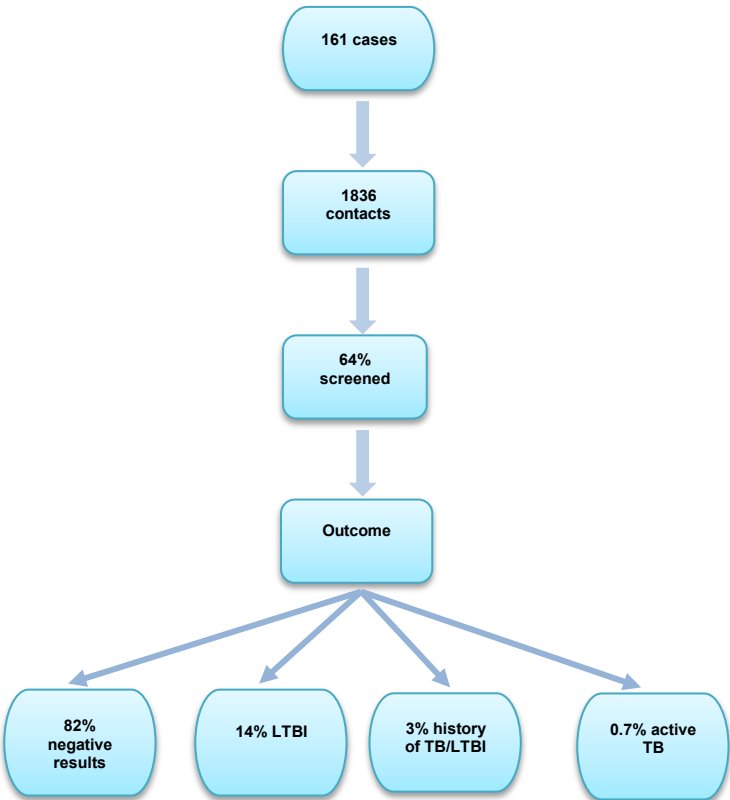 161 cases
1836
contacts
64%
screened
Outcome
82%
negative
results
14% LTBI
3% history
of TB/LTBI
0.7% active
TB